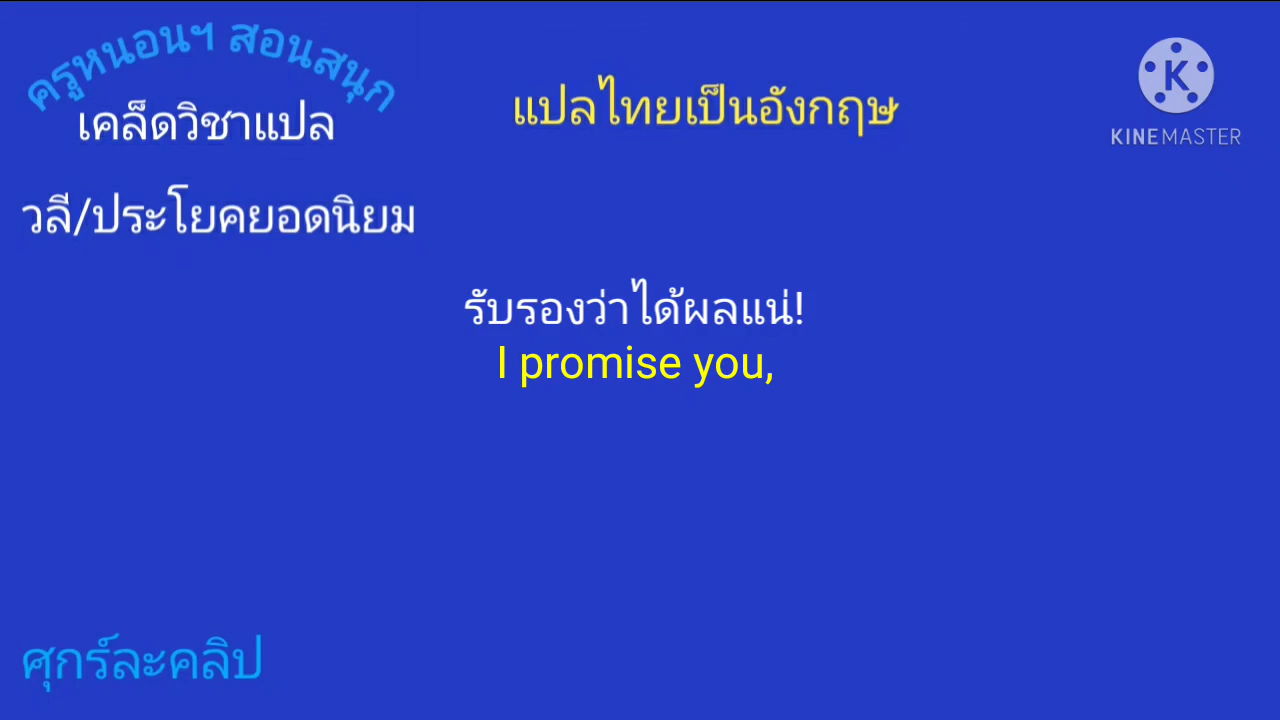 ครูหนอนฯ สอนสนุก
เคล็ดวิชาแปล
แปลไทยเป็นอังกฤษ
K
KINEMASTER
วลี/ประโยคยอดนิยม
รับรองว่าได้ผลแน่!
I promise you,
ศุกร์ละคลิป